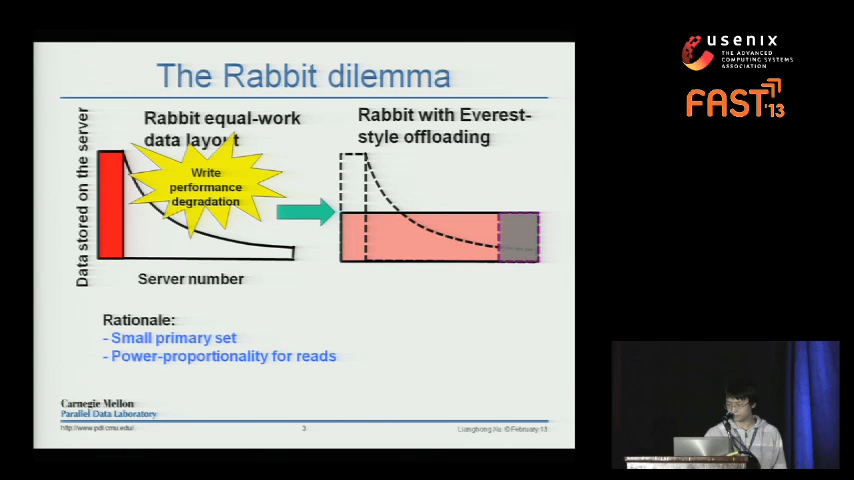 The Rabbit dilemma
Data stored on the server
Rabbit equal-work
data layout
Write
performance
degradation
Server number
Rabbit with Everest-
style offloading
Rationale:
- Small primary set
- Power-proportionality for reads
Carnegie Mellon
Parallel Data Laboratory
http://www.pdl.cmu.edu/
3
Lianghong Xu © February 13
usenix
THE ADVANCED
COMPUTING SYSTEMS
ASSOCIATION
FAST '13